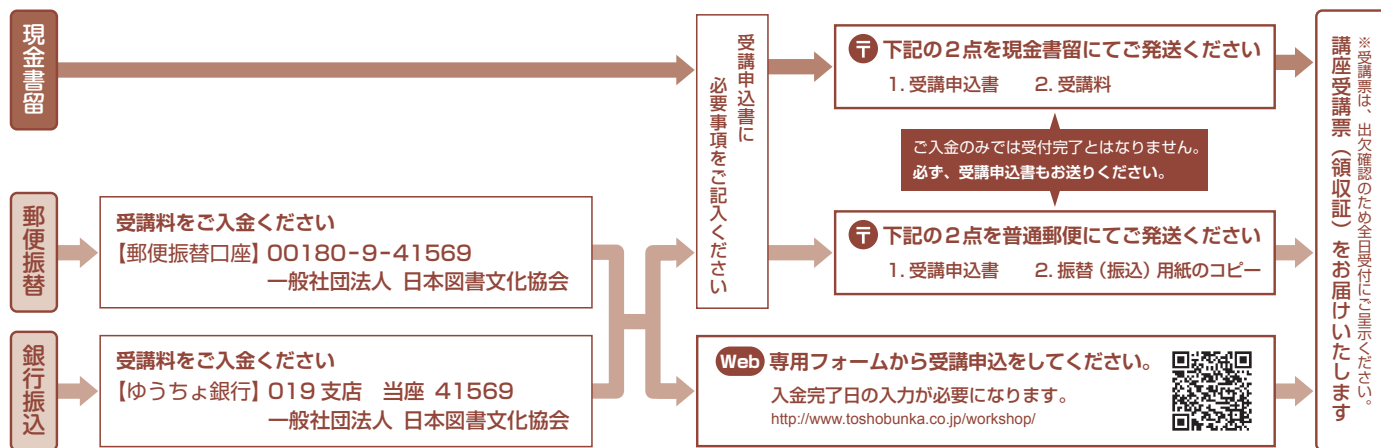 現金書留
受講申込書に
必要事項をご記入ください
〒 下記の2点を現金書留にてご発送ください
1. 受講申込書 2. 受講料
ご入金のみでは受付完了とはなりません。
必ず、受講申込書もお送りください。
郵便振替
受講料をご入金ください
【郵便振替口座】00180-9-41569
一般社団法人 日本図書文化協会
〒 下記の2点を普通郵便にてご発送ください
1. 受講申込書 2. 振替(振込)用紙のコピー
銀行振込
受講料をご入金ください
【ゆうちょ銀行】019支店 当座 41569
一般社団法人 日本図書文化協会
Web 専用フォームから受講申込をしてください。
入金完了日の入力が必要になります。
http://www.toshobunka.co.jp/workshop/
※受講票は、出欠確認のため全日受付にご呈示ください。
講座受講票(領収証)をお届けいたします